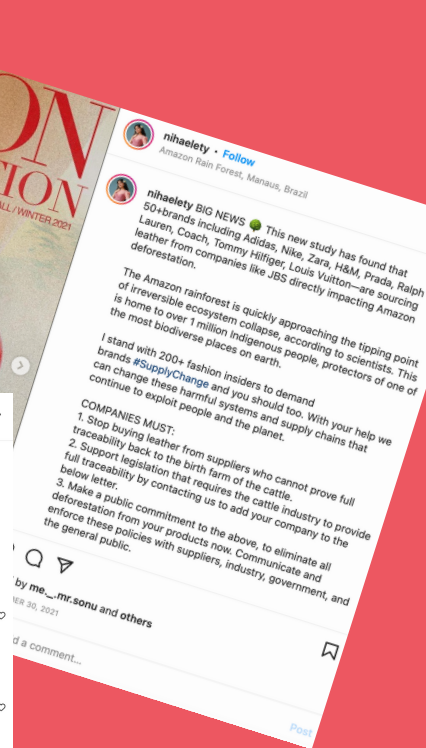 ON
ION
ALL / WINTER 2021
nihaelety • Follow
Amazon Rain Forest, Manaus, Brazil
nihaelety BIG NEWS 🌳 This new study has found that
50+brands including Adidas, Nike, Zara, H&M, Prada, Ralph
Lauren, Coach, Tommy Hilfiger, Louis Vuitton—are sourcing
leather from companies like JBS directly impacting Amazon
deforestation.
The Amazon rainforest is quickly approaching the tipping point
of irreversible ecosystem collapse, according to scientists. This
is home to over 1 million Indigenous people, protectors of one of
the most biodiverse places on earth.
I stand with 200+ fashion insiders to demand
brands #SupplyChange and you should too. With your help we
can change these harmful systems and supply chains that
continue to exploit people and the planet.
COMPANIES MUST:
1. Stop buying leather from suppliers who cannot prove full
traceability back to the birth farm of the cattle.
2. Support legislation that requires the cattle industry to provide
full traceability by contacting us to add your company to the
below letter.
3. Make a public commitment to the above, to eliminate all
deforestation from your products now. Communicate and
enforce these policies with suppliers, industry, government, and
the general public.
by me._.mr.sonu and others
ER 30, 2021
d a comment...
Post